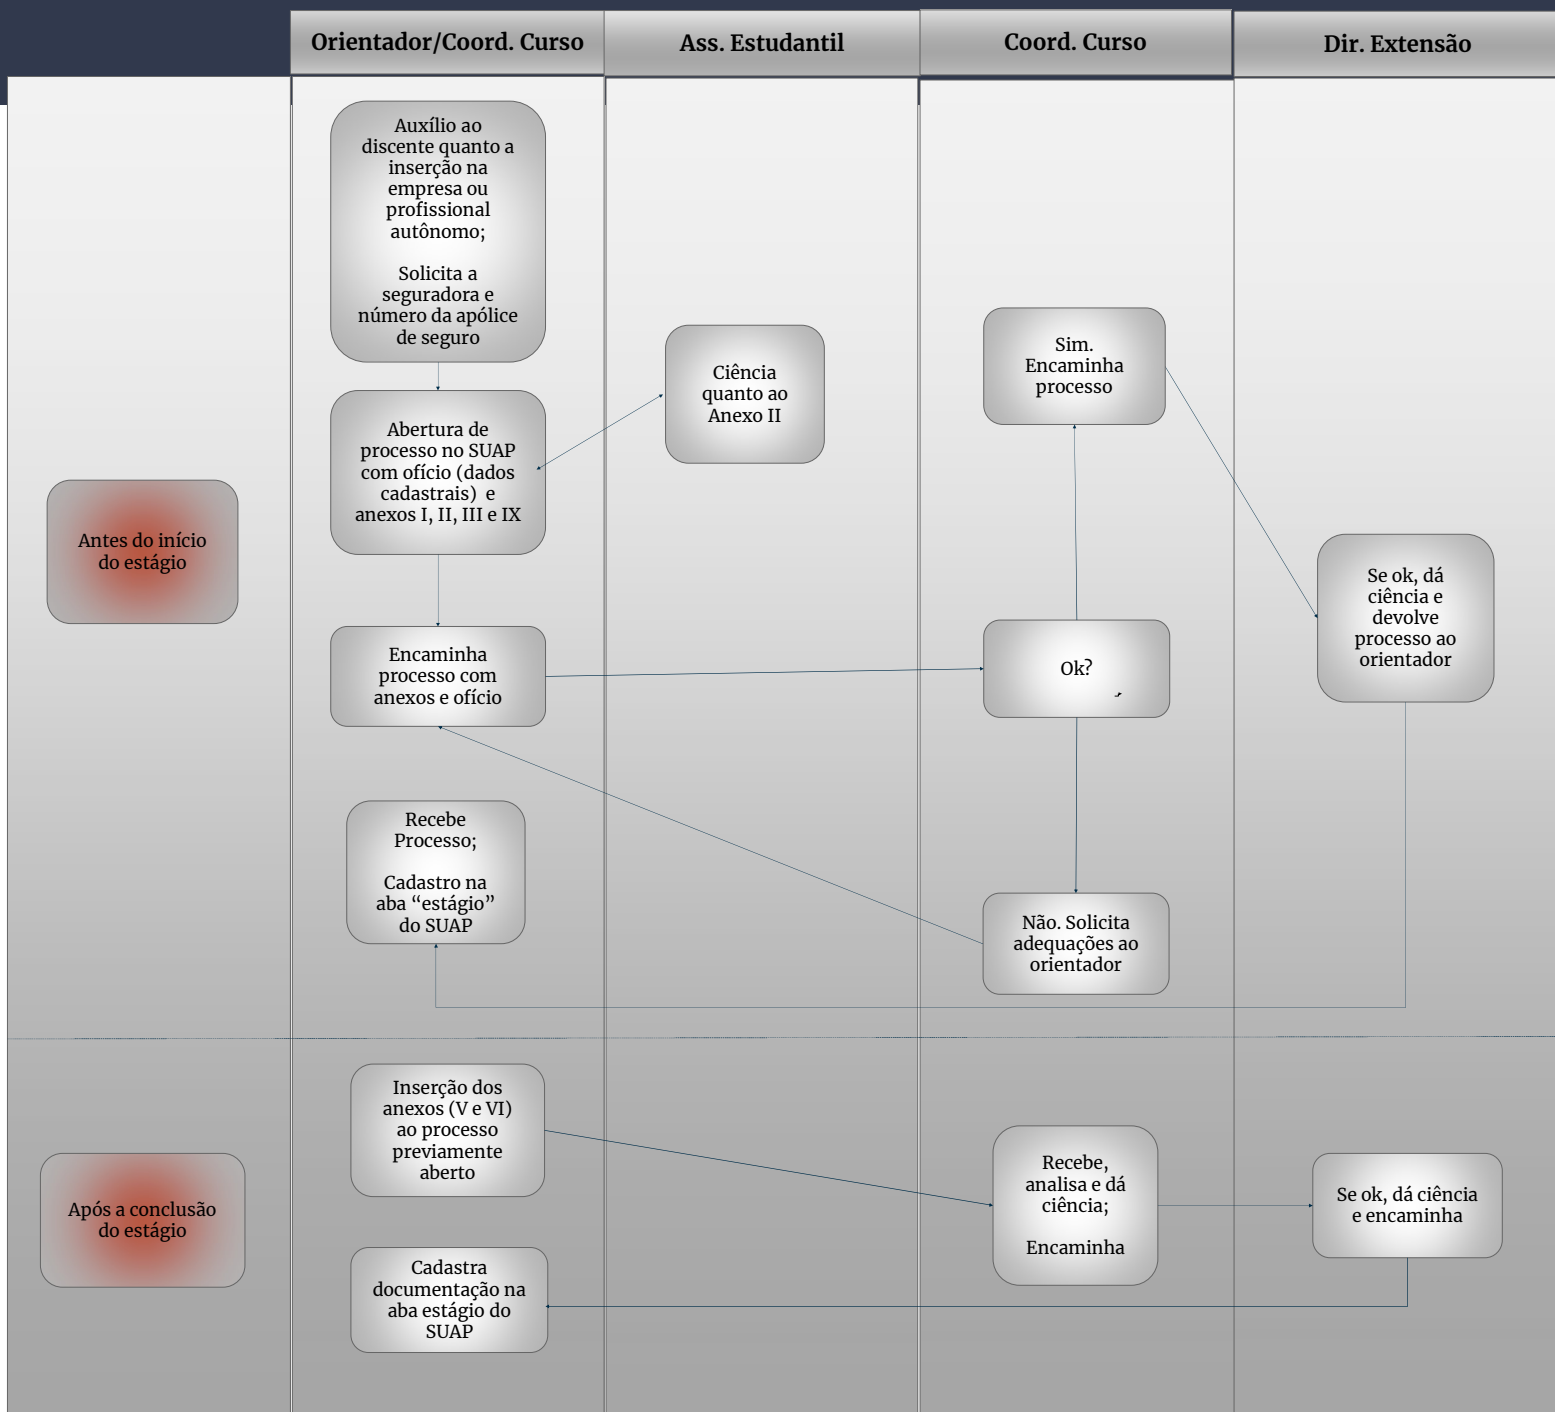 Orientador/Coord. Curso
Ass. Estudantil
Coord. Curso
Dir. Extensão
Antes do início
do estágio
Auxílio ao
discente quanto a
inserção na
empresa ou
profissional
autônomo;
Solicita a
seguradora e
número da apólice
de seguro
Abertura de
processo no SUAP
com ofício (dados
cadastrais) e
anexos I, II, III e IX
Encaminha
processo com
anexos e ofício
Recebe
Processo;
Cadastro na
aba “estágio”
do SUAP
Ciência
quanto ao
Anexo II
Sim.
Encaminha
processo
Ok?
Não. Solicita
adequações ao
orientador
Se ok, dá
ciência e
devolve
processo ao
orientador
Após a conclusão
do estágio
Inserção dos
anexos (V e VI)
ao processo
previamente
aberto
Cadastra
documentação na
aba estágio do
SUAP
Recebe,
analisa e dá
ciência;
Encaminha
Se ok, dá ciência
e encaminha